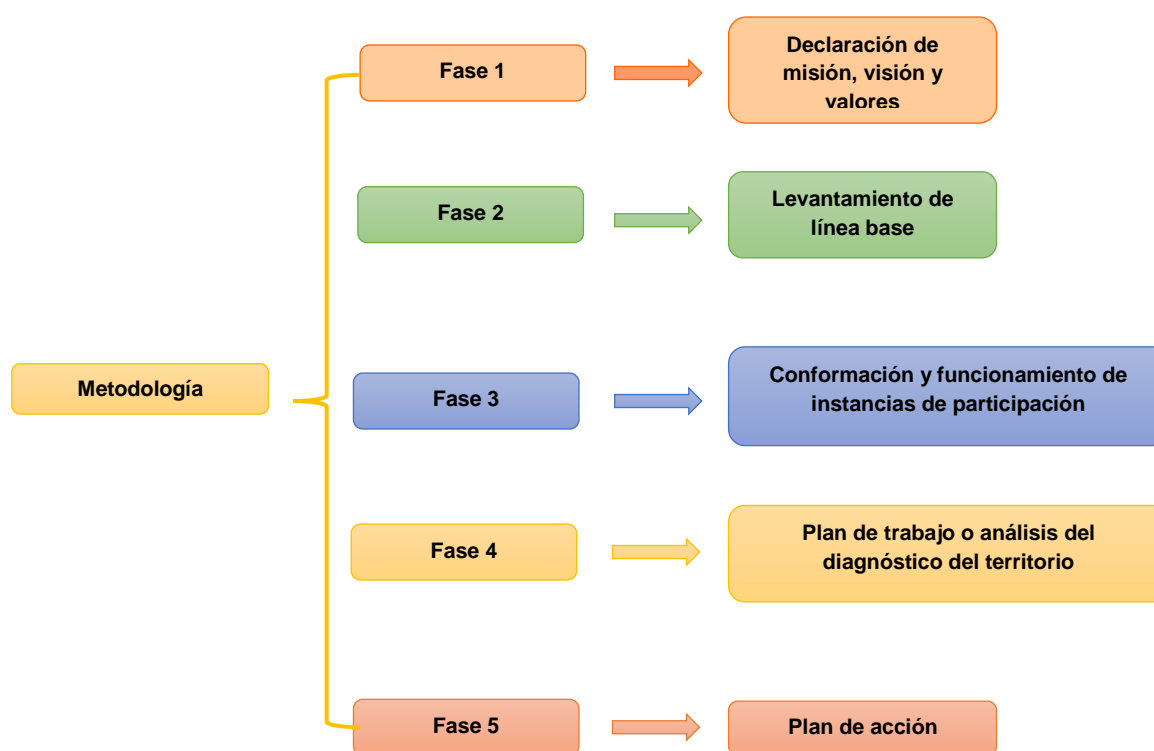 Fase 1
Declaración de
misión, visión y
valores
Fase 2
Levantamiento de
línea base
Metodología
Fase 3
Conformación y funcionamiento de
instancias de participación
Fase 4
Plan de trabajo o análisis del
diagnóstico del territorio
Fase 5
Plan de acción